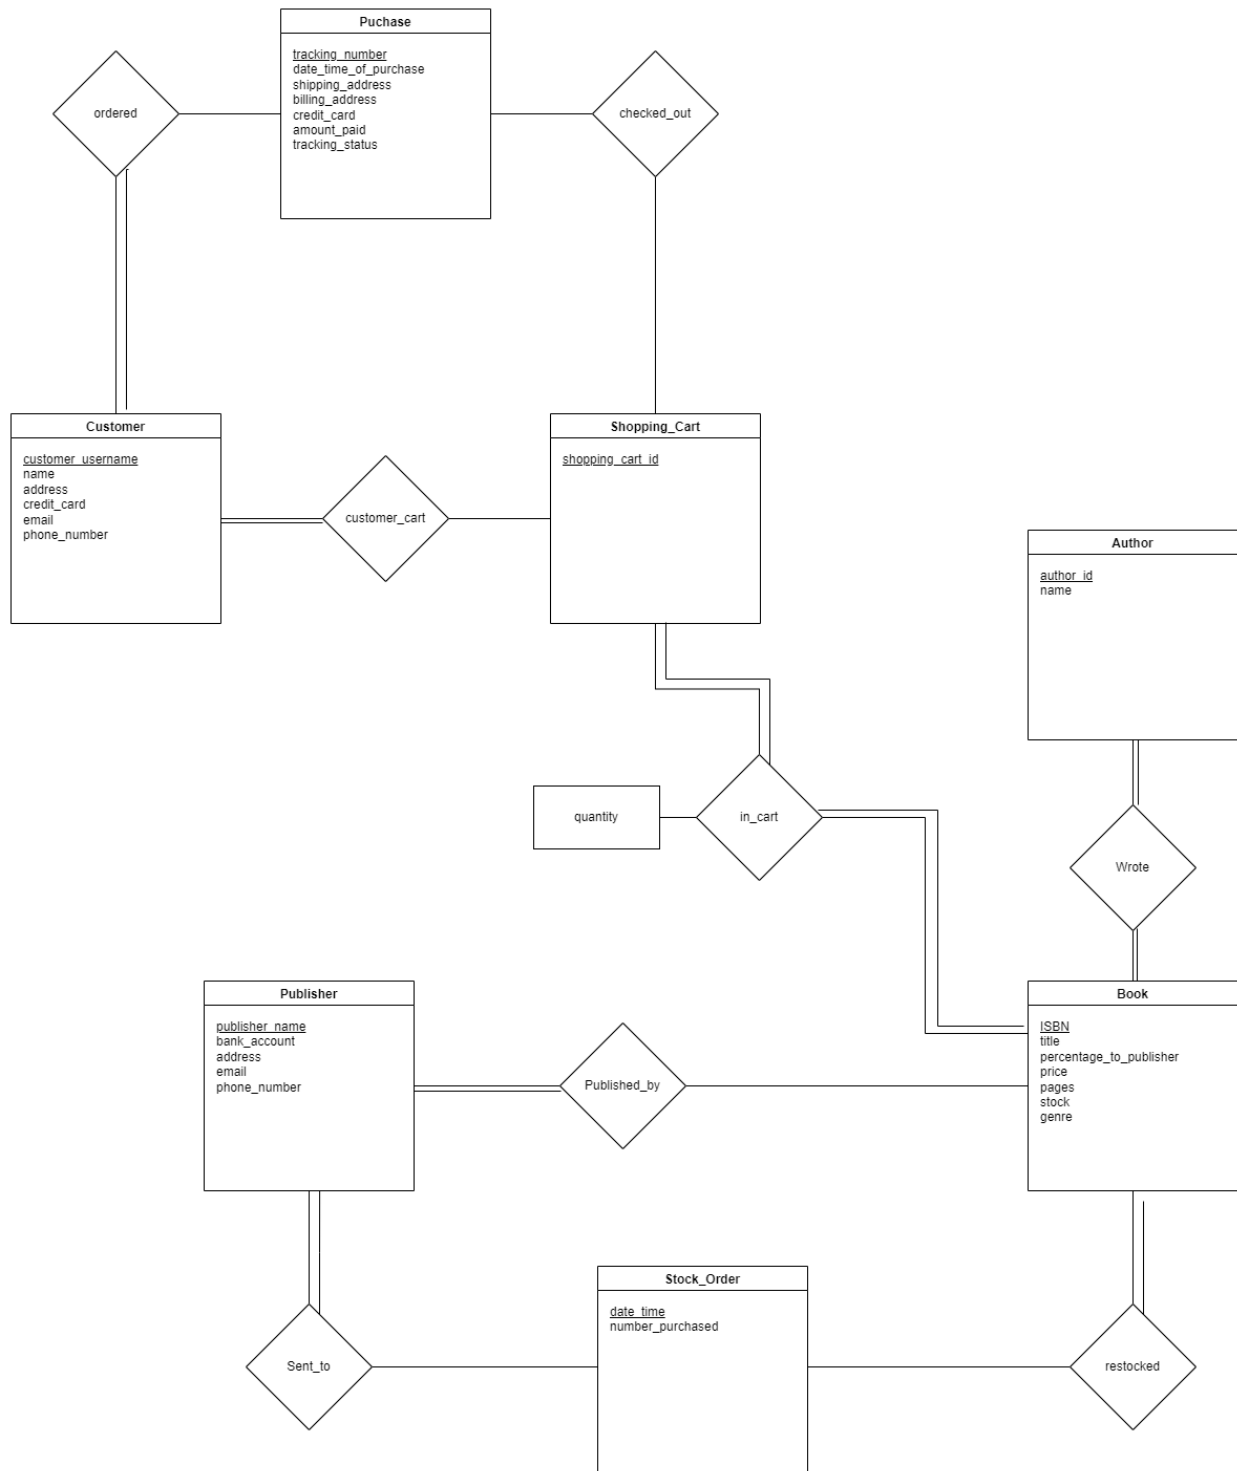 Puchase
tracking_number
date_time_of_purchase
shipping_address
billing_address
credit_card
amount_paid
tracking_status
ordered
checked_out
Customer
customer_username
name
address
credit_card
email
phone_number
customer_cart
Shopping_Cart
shopping_cart_id
Author
author_id
name
quantity
in_cart
Wrote
Publisher
publisher_name
bank_account
address
email
phone_number
Published_by
Book
ISBN
title
percentage_to_publisher
price
pages
stock
genre
Sent_to
Stock_Order
date_time
number_purchased
restocked